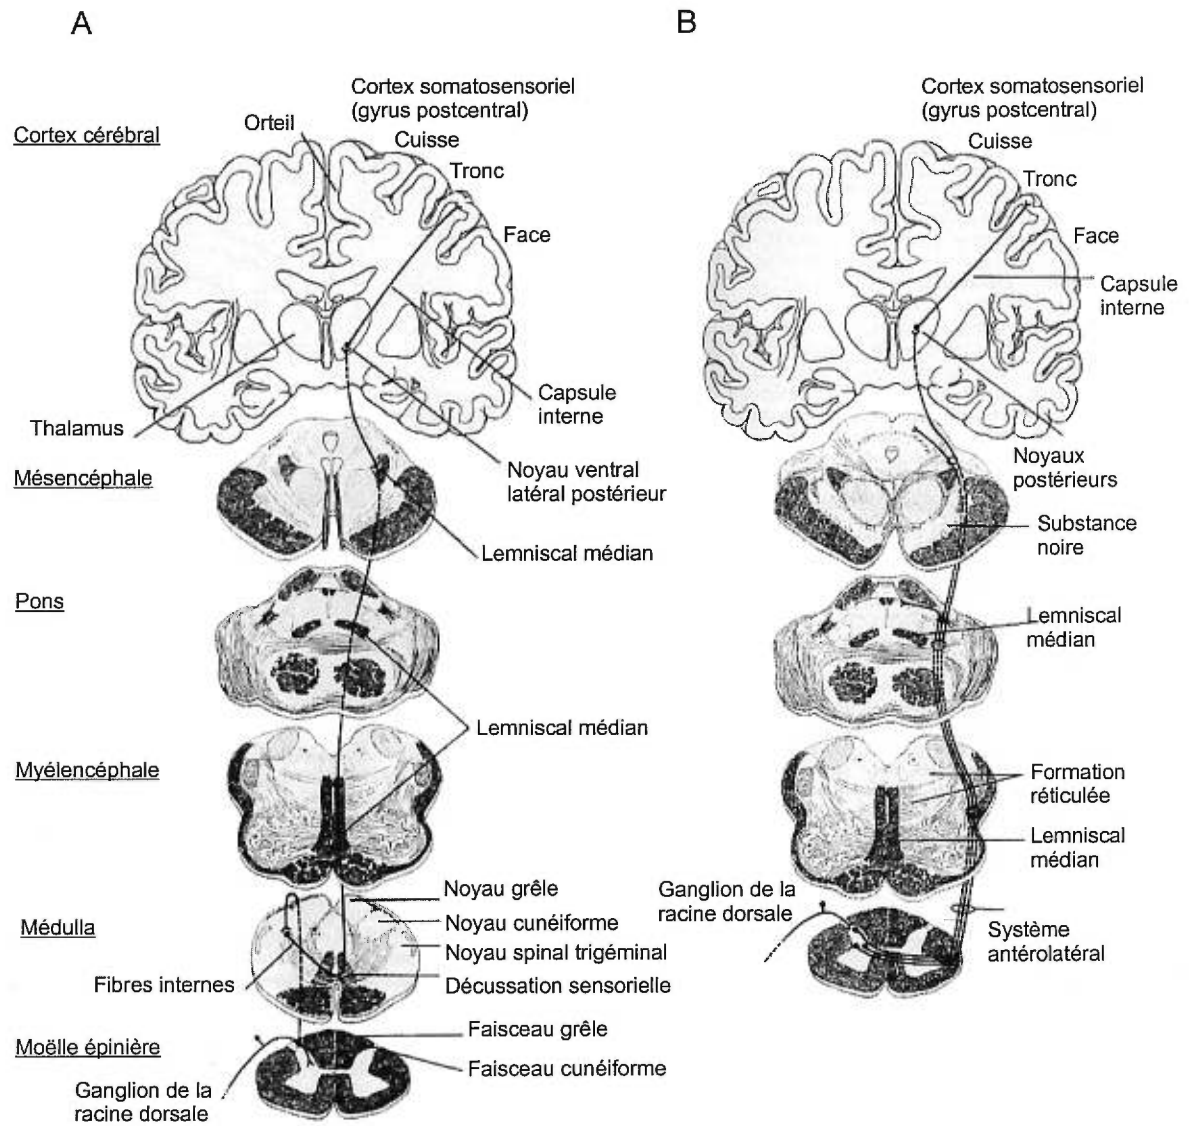 A
Cortex somatosensoriel
(gyrus postcentral)
Orteil
Cortex cérébral
Cuisse
Tronc
Face
Capsule
interne
Thalamus
Noyau ventral
latéral postérieur
Mésencéphale
Lemniscal médian
Pons
Lemniscal médian
Myélencéphale
Noyau grêle
Noyau cunéiforme
Médulla
Noyau spinal trigéminal
Fibres internes
Décussation sensorielle
Faisceau grêle
Moëlle épinière
Faisceau cunéiforme
Ganglion de la
racine dorsale
B
Cortex somatosensoriel
(gyrus postcentral)
Cuisse
Tronc
Face
Capsule
interne
Noyaux
postérieurs
Substance
noire
Lemniscal
médian
Formation
réticulée
Lemniscal
médian
Ganglion de la
racine dorsale
Système
antérolatéral